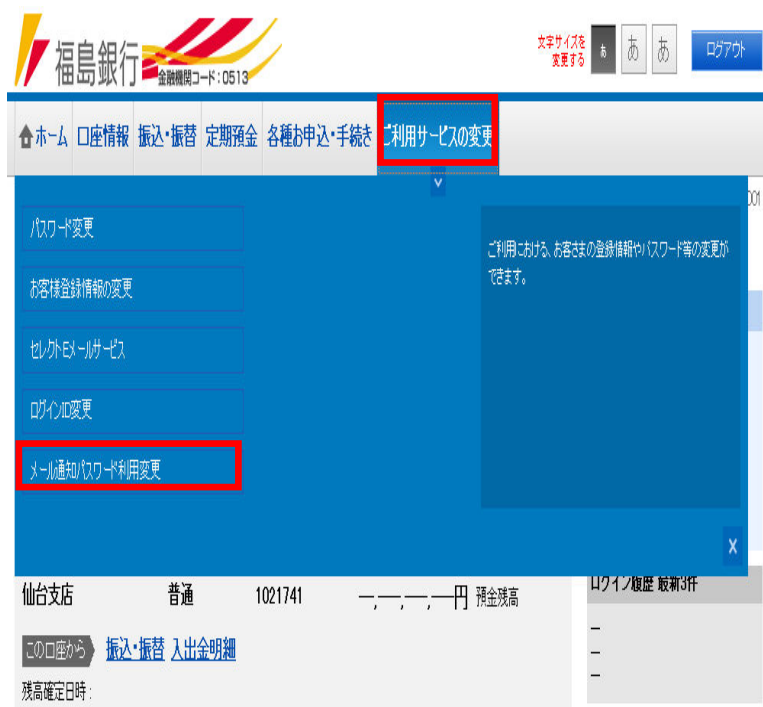 福島銀行
金融機関コード：0513
文字サイズを
変更する
あ あ あ
ログアウト
ホーム 口座情報 振込・振替 定期預金 各種お申込・手続き ご利用サービスの変更
001
パスワード変更
お客様登録情報の変更
セレクトEメールサービス
ログインID変更
メール通知パスワード利用変更
ご利用における、お客さまの登録情報やパスワード等の変更が
できます。
x
仙台支店 普通 1021741 ―,――,――,――円 預金残高
ログイン履歴 最新3件
この口座から 振込・振替 入出金明細
残高確定日時：
―
―
―